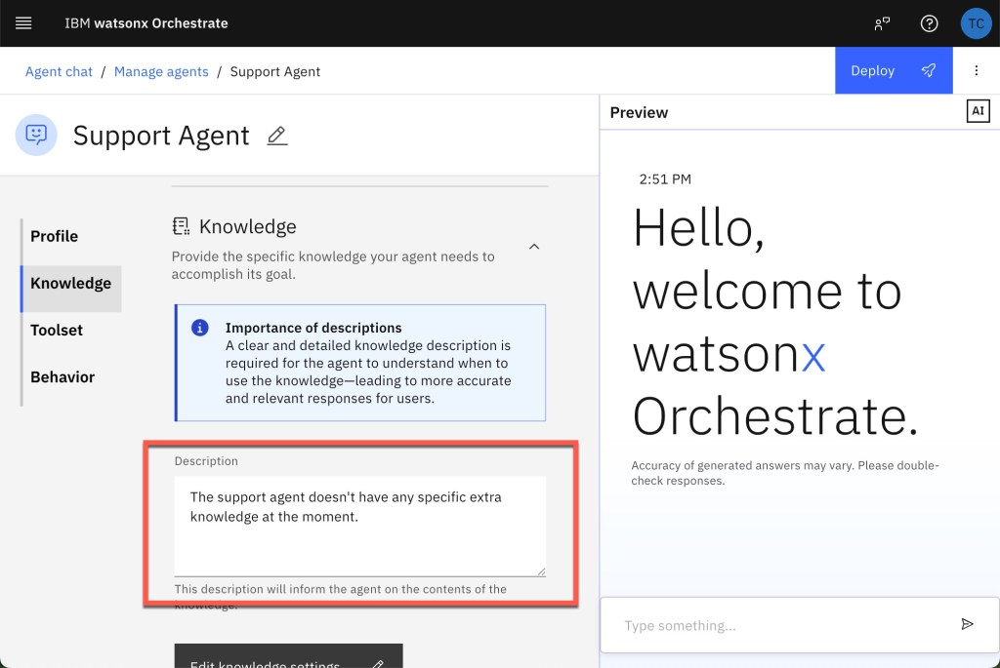 IBM watsonx Orchestrate
TC
Agent chat / Manage agents / Support Agent
Deploy
Support Agent
Profile
Knowledge
Toolset
Behavior
Knowledge
Provide the specific knowledge your agent needs to
accomplish its goal.
Importance of descriptions
A clear and detailed knowledge description is
required for the agent to understand when to
use the knowledge—leading to more accurate
and relevant responses for users.
Description
The support agent doesn't have any specific extra
knowledge at the moment.
This description will inform the agent on the contents of the
knowledge.
Edit knowledge settings
Preview
AI
2:51 PM
Hello,
welcome to
watsonx
Orchestrate.
Accuracy of generated answers may vary. Please double-
check responses.
Type something...